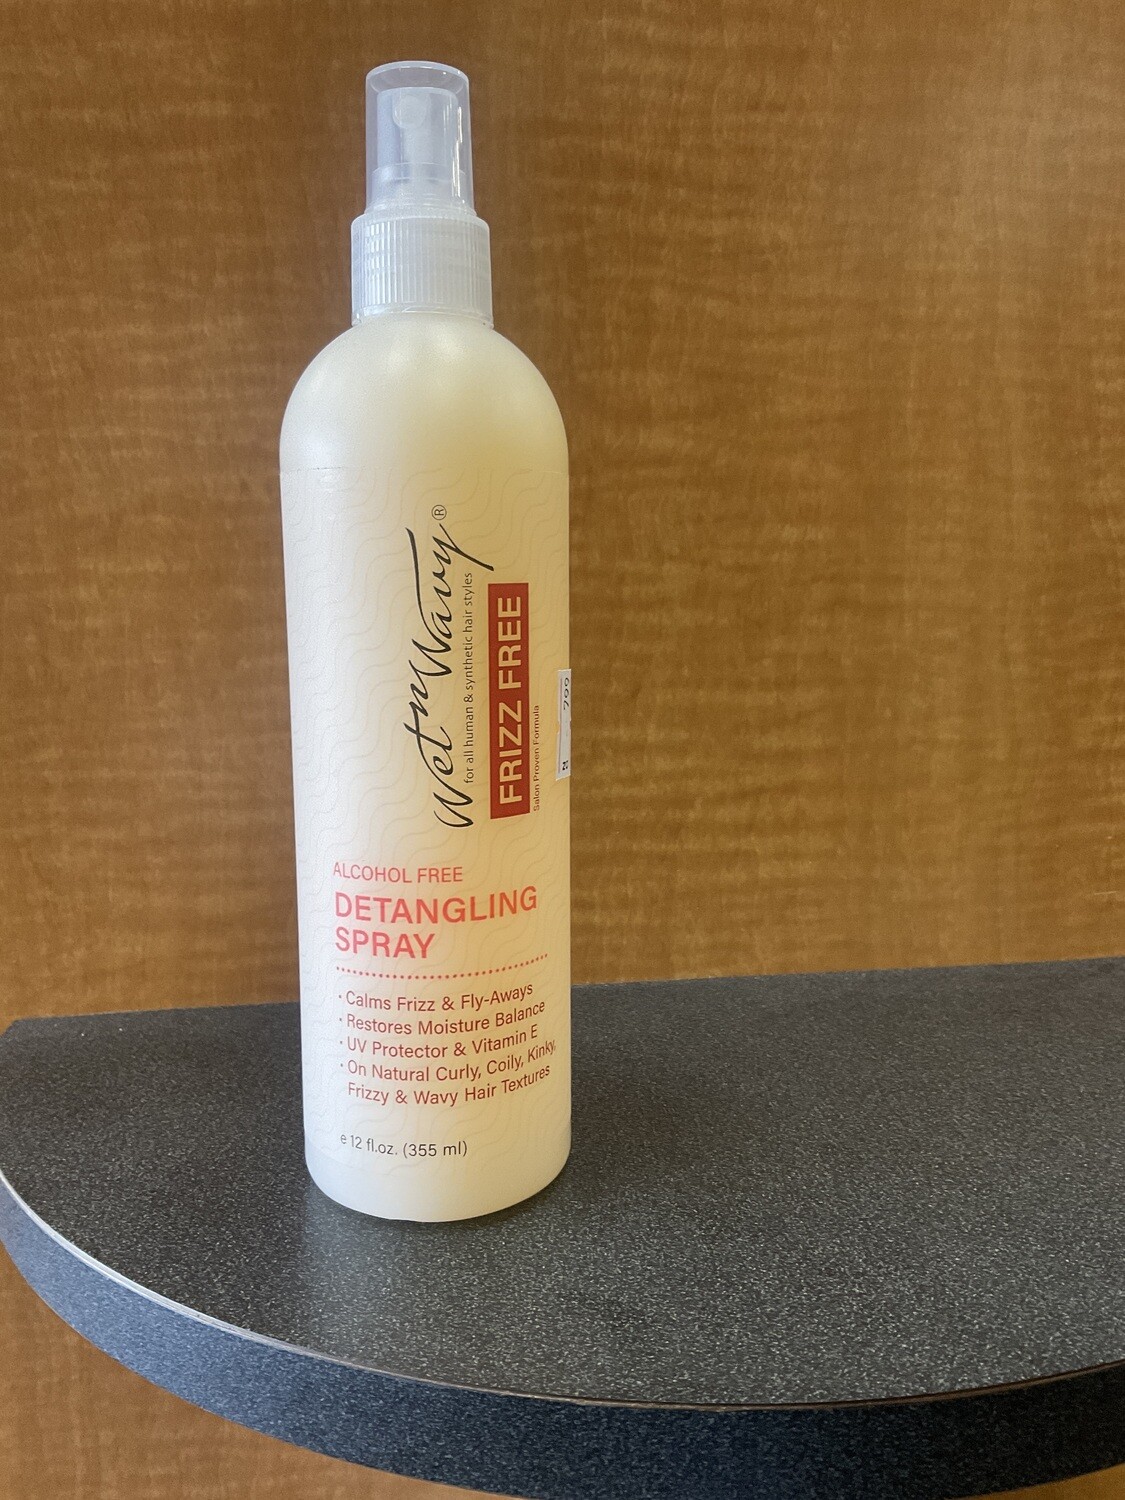 Wet n Wavy®
for all human & synthetic hair styles
FRIZZ FREE
Salon Proven Formula
799
ALCOHOL FREE
DETANGLING
SPRAY
· Calms Frizz & Fly-Aways
· Restores Moisture Balance
· UV Protector & Vitamin E
· On Natural Curly, Coily, Kinky,
Frizzy & Wavy Hair Textures
e 12 fl.oz. (355 ml)